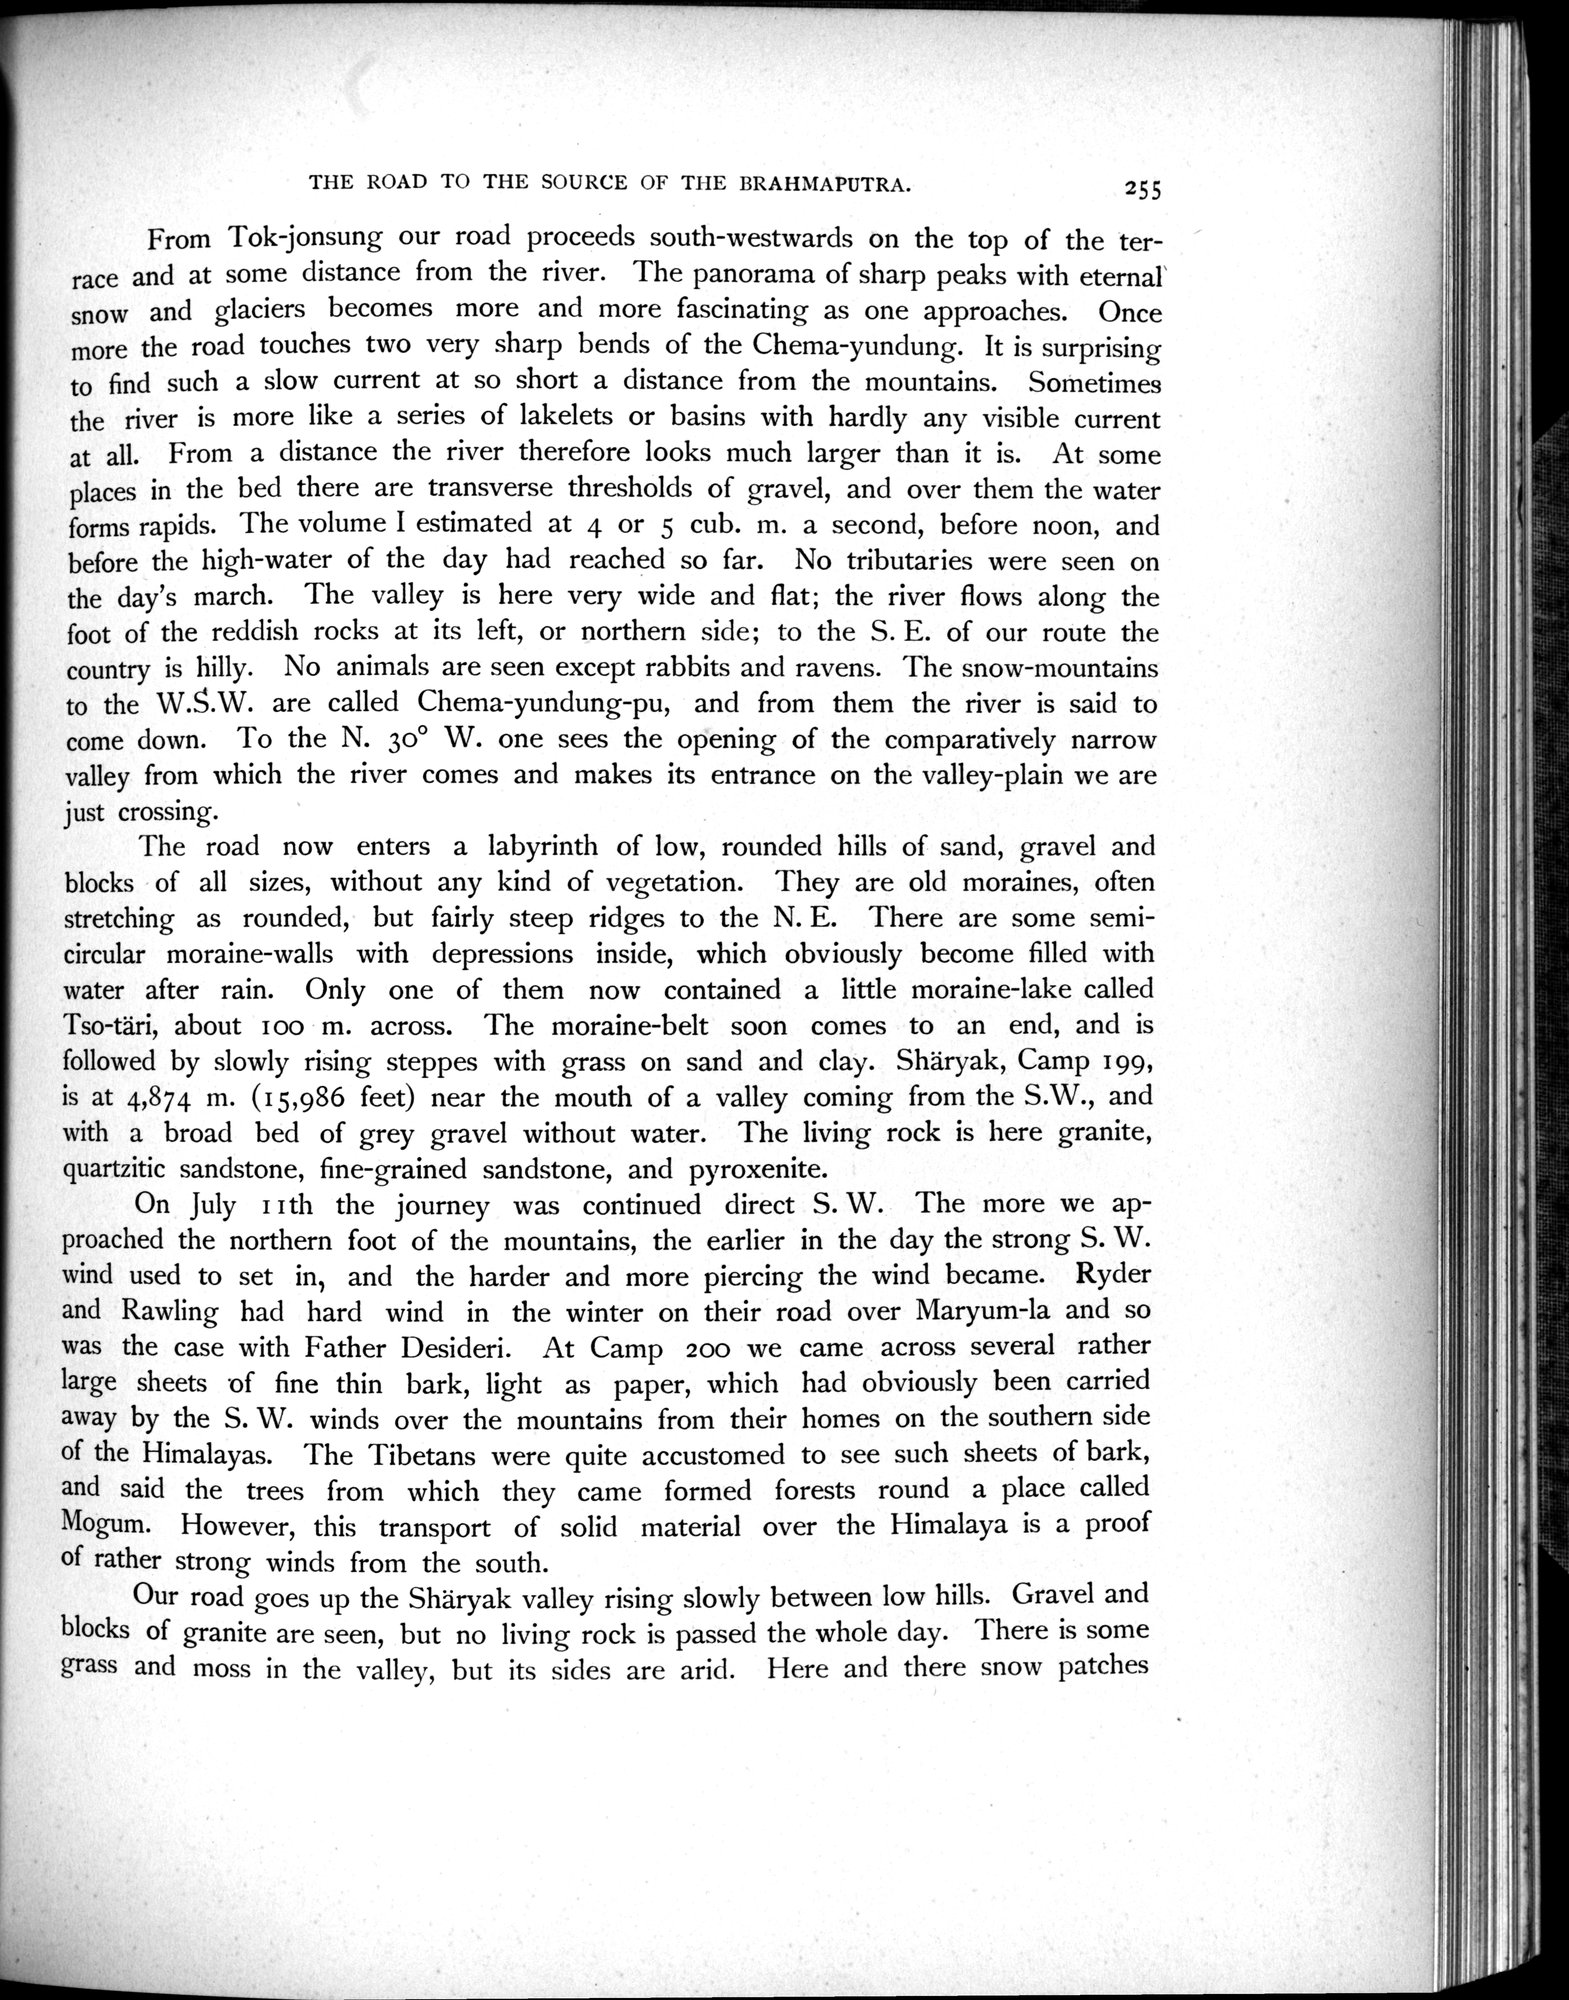 THE ROAD TO THE SOURCE OF THE BRAHMAPUTRA. 255
From Tok-jonsung our road proceeds south-westwards on the top of the ter-
race and at some distance from the river. The panorama of sharp peaks with eternal
snow and glaciers becomes more and more fascinating as one approaches. Once
more the road touches two very sharp bends of the Chema-yundung. It is surprising
to find such a slow current at so short a distance from the mountains. Sometimes
the river is more like a series of lakelets or basins with hardly any visible current
at all. From a distance the river therefore looks much larger than it is. At some
places in the bed there are transverse thresholds of gravel, and over them the water
forms rapids. The volume I estimated at 4 or 5 cub. m. a second, before noon, and
before the high-water of the day had reached so far. No tributaries were seen on
the day's march. The valley is here very wide and flat; the river flows along the
foot of the reddish rocks at its left, or northern side; to the S. E. of our route the
country is hilly. No animals are seen except rabbits and ravens. The snow-mountains
to the W.S.W. are called Chema-yundung-pu, and from them the river is said to
come down. To the N. 30° W. one sees the opening of the comparatively narrow
valley from which the river comes and makes its entrance on the valley-plain we are
just crossing.
The road now enters a labyrinth of low, rounded hills of sand, gravel and
blocks of all sizes, without any kind of vegetation. They are old moraines, often
stretching as rounded, but fairly steep ridges to the N. E. There are some semi-
circular moraine-walls with depressions inside, which obviously become filled with
water after rain. Only one of them now contained a little moraine-lake called
Tso-täri, about 100 m. across. The moraine-belt soon comes to an end, and is
followed by slowly rising steppes with grass on sand and clay. Shäryak, Camp 199,
is at 4,874 m. (15,986 feet) near the mouth of a valley coming from the S.W., and
with a broad bed of grey gravel without water. The living rock is here granite,
quartzitic sandstone, fine-grained sandstone, and pyroxenite.
On July 11th the journey was continued direct S. W. The more we ap-
proached the northern foot of the mountains, the earlier in the day the strong S. W.
wind used to set in, and the harder and more piercing the wind became. Ryder
and Rawling had hard wind in the winter on their road over Maryum-la and so
was the case with Father Desideri. At Camp 200 we came across several rather
large sheets of fine thin bark, light as paper, which had obviously been carried
away by the S. W. winds over the mountains from their homes on the southern side
of the Himalayas. The Tibetans were quite accustomed to see such sheets of bark,
and said the trees from which they came formed forests round a place called
Mogum. However, this transport of solid material over the Himalaya is a proof
of rather strong winds from the south.
Our road goes up the Shäryak valley rising slowly between low hills. Gravel and
blocks of granite are seen, but no living rock is passed the whole day. There is some
grass and moss in the valley, but its sides are arid. Here and there snow patches